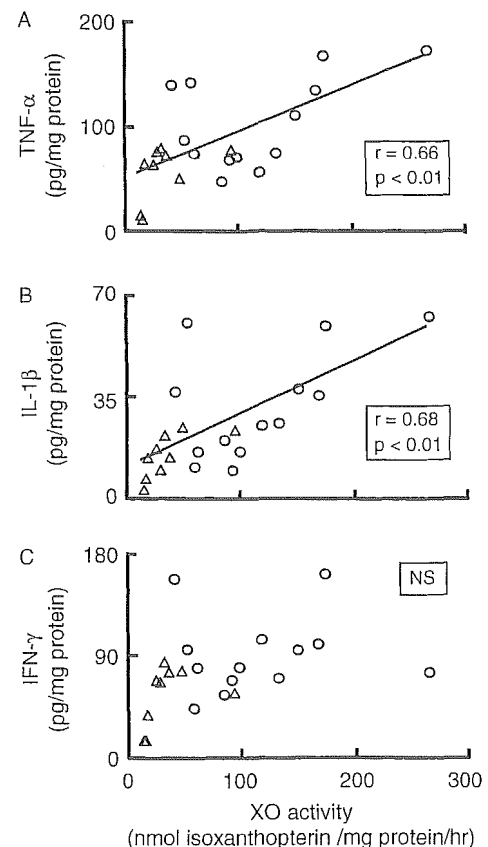 A
200
100
0
TNF-α
(pg/mg protein)
r = 0.66
p < 0.01
B
70
35
0
IL-1β
(pg/mg protein)
r = 0.68
p < 0.01
C
180
90
0
IFN-γ
(pg/mg protein)
NS
0 100 200 300
XO activity
(nmol isoxanthopterin /mg protein/hr)